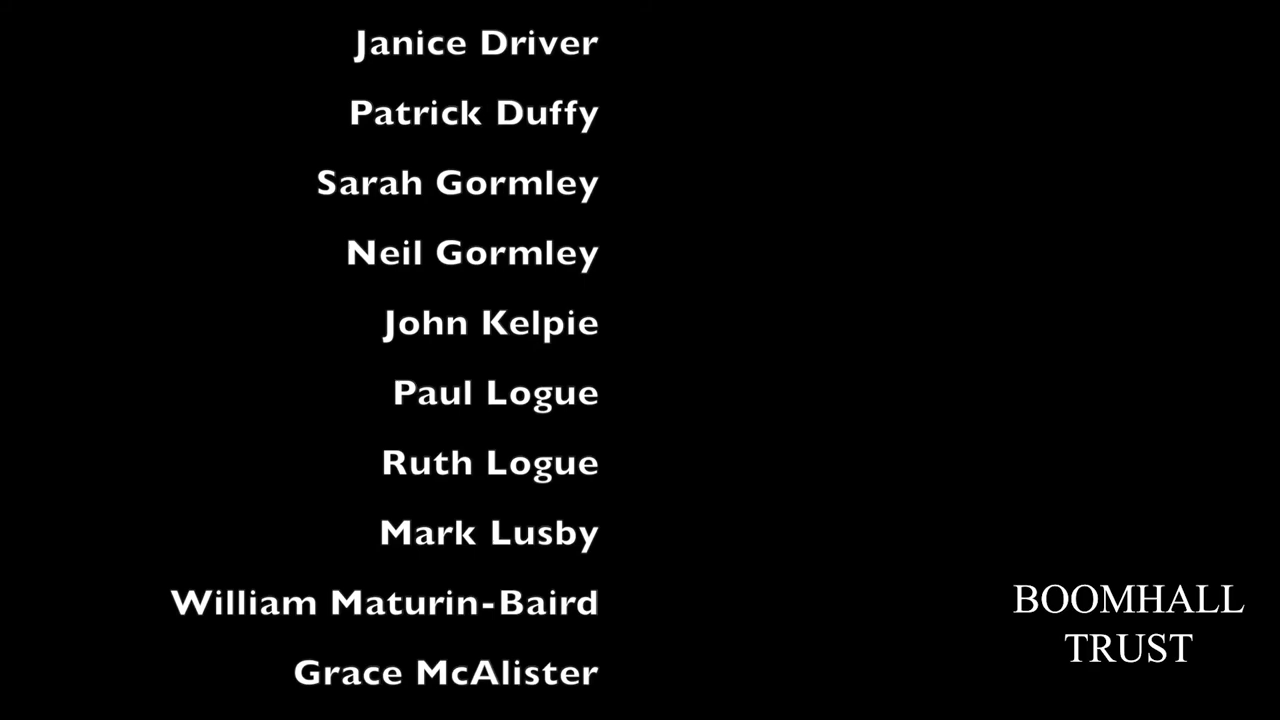 Janice Driver
Patrick Duffy
Sarah Gormley
Neil Gormley
John Kelpie
Paul Logue
Ruth Logue
Mark Lusby
William Maturin-Baird
Grace McAlister
BOOMHALL
TRUST